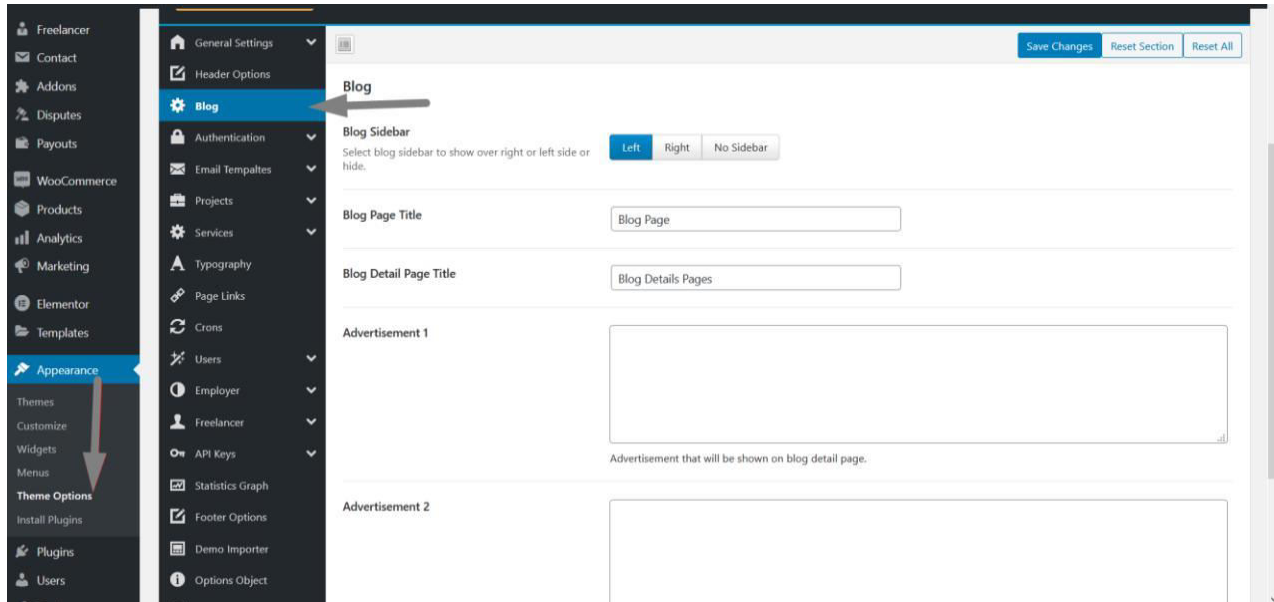 Freelancer
Contact
Addons
Disputes
Payouts
WooCommerce
Products
Analytics
Marketing
Elementor
Templates
Appearance
Themes
Customize
Widgets
Menus
Theme Options
Install Plugins
Plugins
Users
General Settings
Header Options
Blog
Authentication
Email Tempaltes
Projects
Services
Typography
Page Links
Crons
Users
Employer
Freelancer
API Keys
Statistics Graph
Footer Options
Demo Importer
Options Object
Save Changes Reset Section Reset All
Blog
Blog Sidebar
Select blog sidebar to show over right or left side or
hide.
Left Right No Sidebar
Blog Page Title
Blog Page
Blog Detail Page Title
Blog Details Pages
Advertisement 1
Advertisement that will be shown on blog detail page.
Advertisement 2